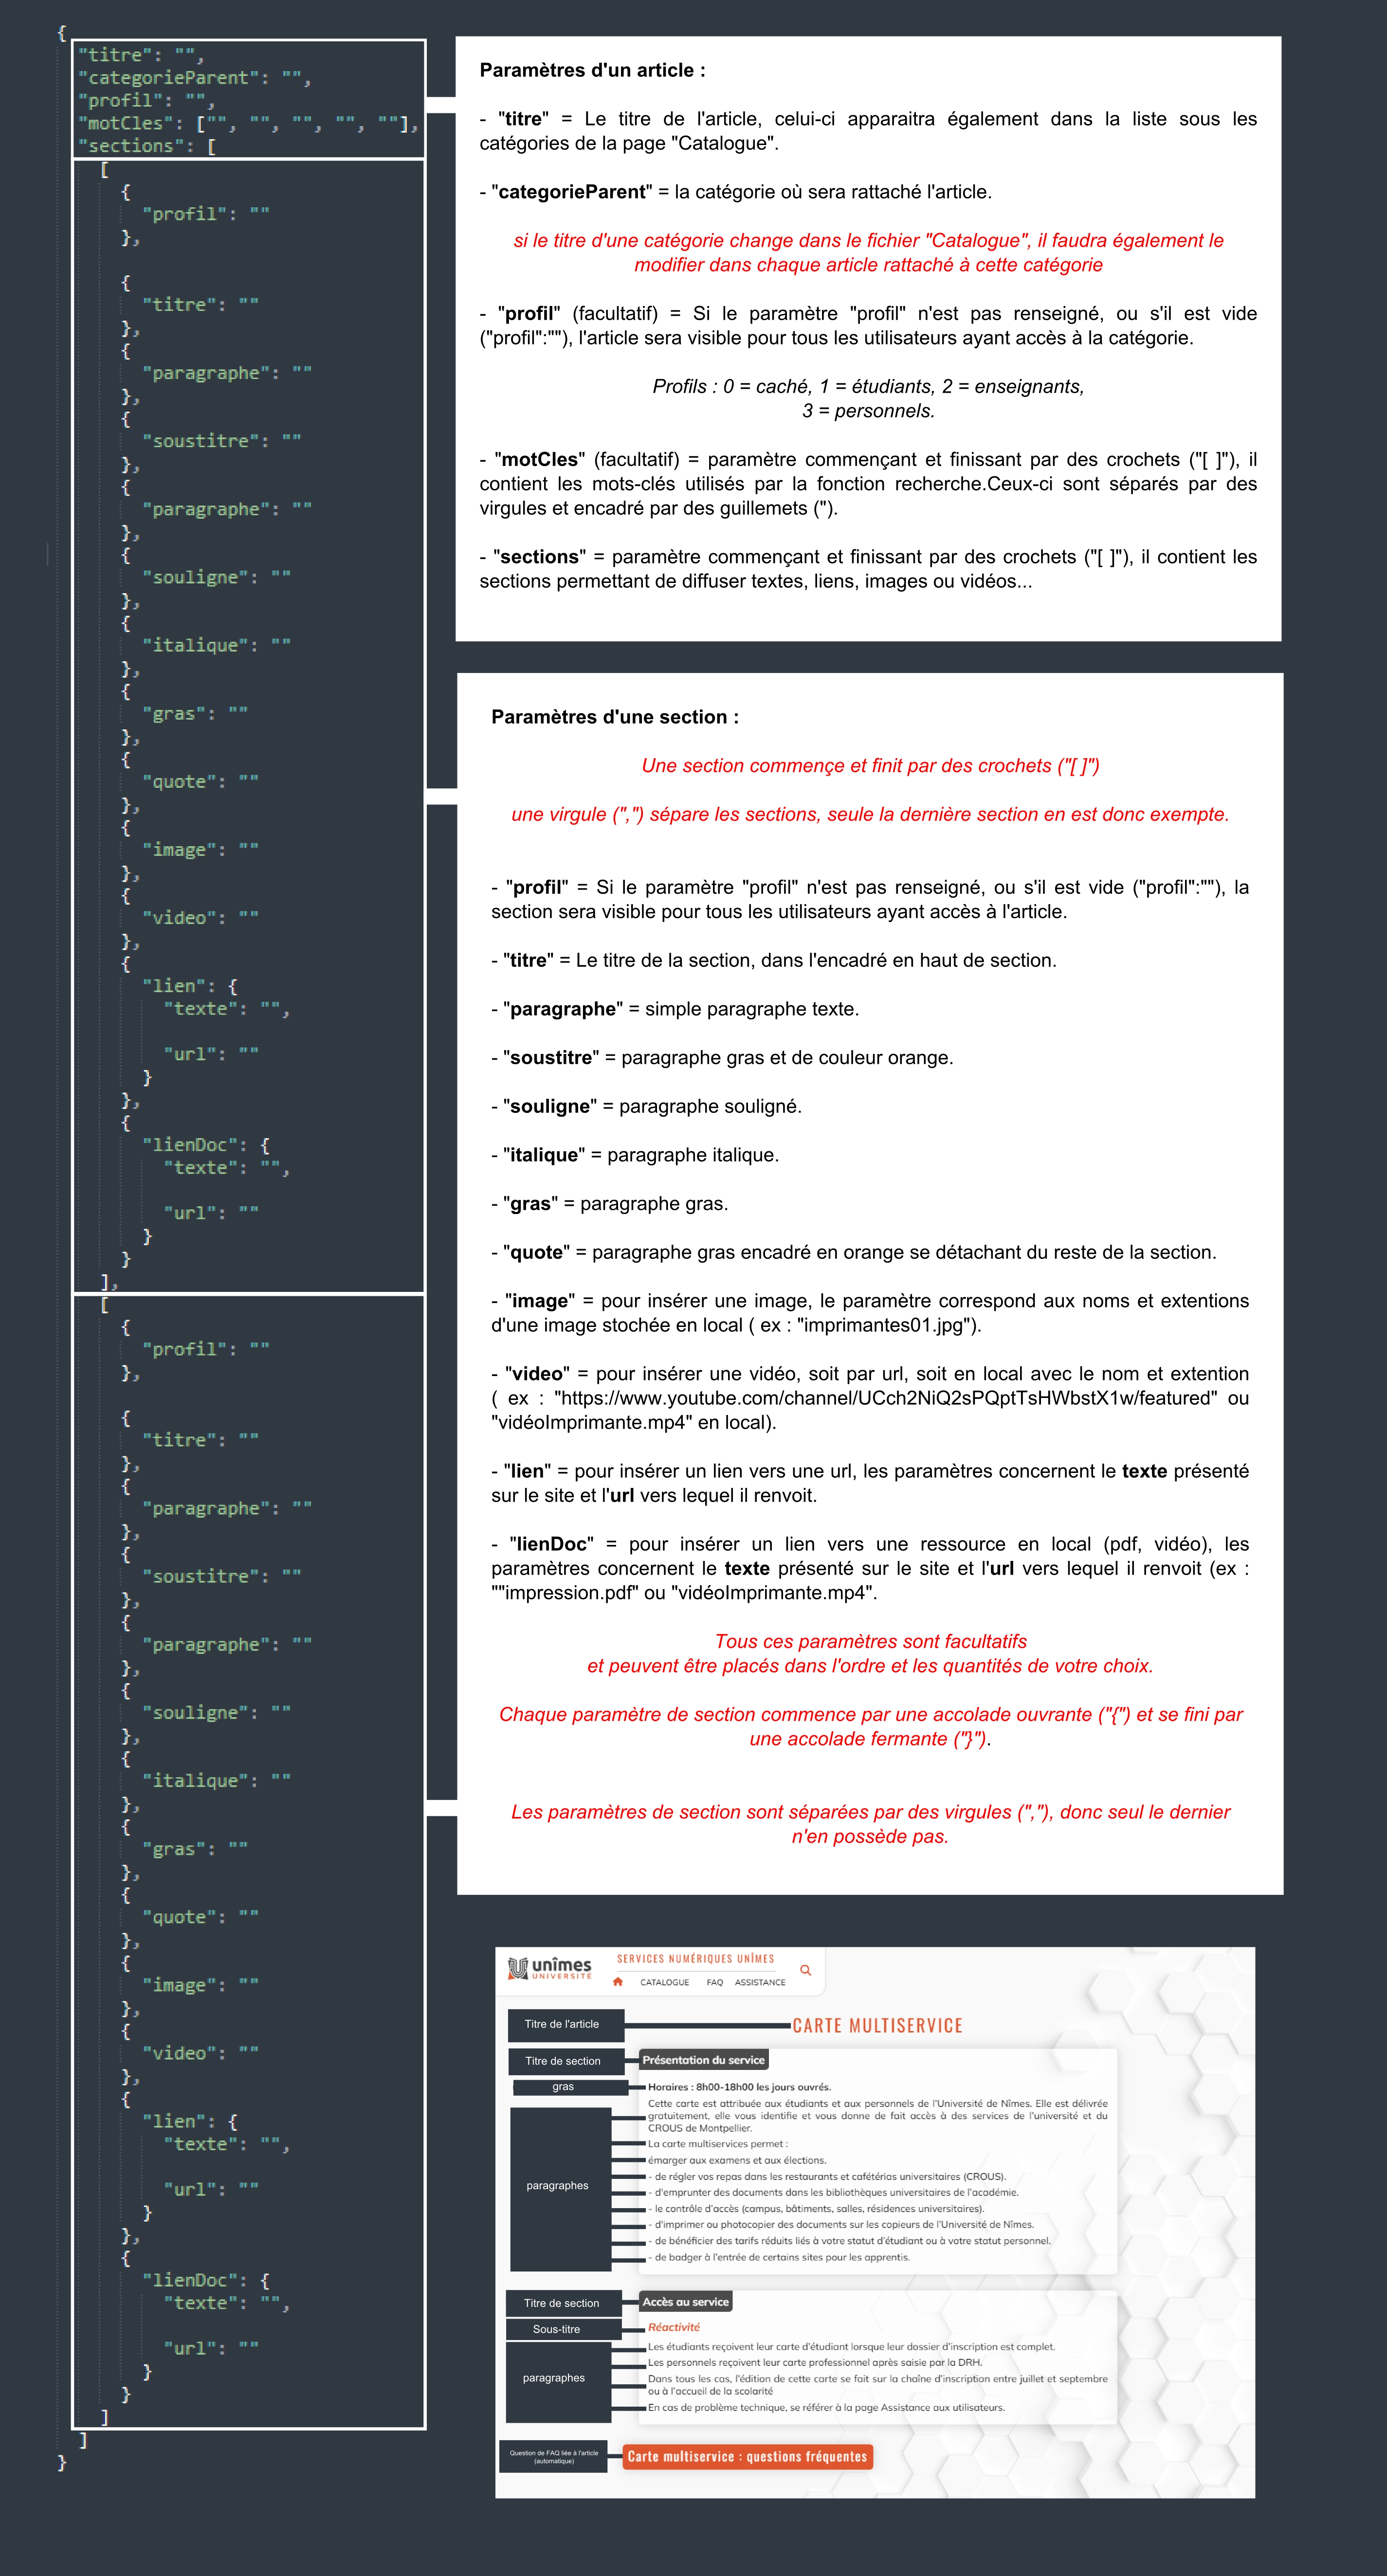 {
"titre": "",
"categorieParent": "",
"profil": "",
"motCles": ["", "", "", "", ""],
"sections": [
[
{
"profil": ""
},
{
"titre": ""
},
{
"paragraphe": ""
},
{
"soustitre": ""
},
{
"paragraphe": ""
},
{
"souligne": ""
},
{
"italique": ""
},
{
"gras": ""
},
{
"quote": ""
},
{
"image": ""
},
{
"video": ""
},
{
"lien": {
"texte": "",
"url": ""
}
},
{
"lienDoc": {
"texte": "",
"url": ""
}
}
],
[
{
"profil": ""
},
{
"titre": ""
},
{
"paragraphe": ""
},
{
"soustitre": ""
},
{
"paragraphe": ""
},
{
"souligne": ""
},
{
"italique": ""
},
{
"gras": ""
},
{
"quote": ""
},
{
"image": ""
},
{
"video": ""
},
{
"lien": {
"texte": "",
"url": ""
}
},
{
"lienDoc": {
"texte": "",
"url": ""
}
}
]
]
}
Paramètres d'un article :
- "titre" = Le titre de l'article, celui-ci apparaitra également dans la liste sous les
catégories de la page "Catalogue".
- "categorieParent" = la catégorie où sera rattaché l'article.
si le titre d'une catégorie change dans le fichier "Catalogue", il faudra également le
modifier dans chaque article rattaché à cette catégorie
- "profil" (facultatif) = Si le paramètre "profil" n'est pas renseigné, ou s'il est vide
("profil":""), l'article sera visible pour tous les utilisateurs ayant accès à la catégorie.
Profils : 0 = caché, 1 = étudiants, 2 = enseignants,
3 = personnels.
- "motCles" (facultatif) = paramètre commençant et finissant par des crochets ("[ ]"), il
contient les mots-clés utilisés par la fonction recherche.Ceux-ci sont séparés par des
virgules et encadré par des guillemets (").
- "sections" = paramètre commençant et finissant par des crochets ("[ ]"), il contient les
sections permettant de diffuser textes, liens, images ou vidéos...
Paramètres d'une section :
Une section commençe et finit par des crochets ("[ ]")
une virgule (",") sépare les sections, seule la dernière section en est donc exempte.
- "profil" = Si le paramètre "profil" n'est pas renseigné, ou s'il est vide ("profil":""), la
section sera visible pour tous les utilisateurs ayant accès à l'article.
- "titre" = Le titre de la section, dans l'encadré en haut de section.
- "paragraphe" = simple paragraphe texte.
- "soustitre" = paragraphe gras et de couleur orange.
- "souligne" = paragraphe souligné.
- "italique" = paragraphe italique.
- "gras" = paragraphe gras.
- "quote" = paragraphe gras encadré en orange se détachant du reste de la section.
- "image" = pour insérer une image, le paramètre correspond aux noms et extentions
d'une image stochée en local ( ex : "imprimantes01.jpg").
- "video" = pour insérer une vidéo, soit par url, soit en local avec le nom et extention
( ex : "https://www.youtube.com/channel/UCch2NiQ2sPQptTsHWbstX1w/featured" ou
"vidéoImprimante.mp4" en local).
- "lien" = pour insérer un lien vers une url, les paramètres concernent le texte présenté
sur le site et l'url vers lequel il renvoit.
- "lienDoc" = pour insérer un lien vers une ressource en local (pdf, vidéo), les
paramètres concernent le texte présenté sur le site et l'url vers lequel il renvoit (ex :
""impression.pdf" ou "vidéoImprimante.mp4".
Tous ces paramètres sont facultatifs
et peuvent être placés dans l'ordre et les quantités de votre choix.
Chaque paramètre de section commence par une accolade ouvrante ("{") et se fini par
une accolade fermante ("}").
Les paramètres de section sont séparées par des virgules (","), donc seul le dernier
n'en possède pas.
unîmes
UNIVERSITÉ
SERVICES NUMÉRIQUES UNÎMES
CATALOGUE FAQ ASSISTANCE
Titre de l'article
CARTE MULTISERVICE
Titre de section
Présentation du service
gras
Horaires : 8h00-18h00 les jours ouvrés.
paragraphes
Cette carte est attribuée aux étudiants et aux personnels de l'Université de Nîmes. Elle est délivrée
gratuitement, elle vous identifie et vous donne de fait accès à des services de l'université et du
CROUS de Montpellier.
La carte multiservices permet :
émarger aux examens et aux élections.
- de régler vos repas dans les restaurants et cafétérias universitaires (CROUS).
- d'emprunter des documents dans les bibliothèques universitaires de l'académie.
- le contrôle d'accès (campus, bâtiments, salles, résidences universitaires).
- d'imprimer ou photocopier des documents sur les copieurs de l'Université de Nîmes.
- de bénéficier des tarifs réduits liés à votre statut d'étudiant ou à votre statut personnel.
- de badger à l'entrée de certains sites pour les apprentis.
Titre de section
Accès au service
Sous-titre
Réactivité
paragraphes
Les étudiants reçoivent leur carte d'étudiant lorsque leur dossier d'inscription est complet.
Les personnels reçoivent leur carte professionnel après saisie par la DRH.
Dans tous les cas, l'édition de cette carte se fait sur la chaîne d'inscription entre juillet et septembre
ou à l'accueil de la scolarité
En cas de problème technique, se référer à la page Assistance aux utilisateurs.
Question de FAQ liée à l'article
(automatique)
Carte multiservice : questions fréquentes